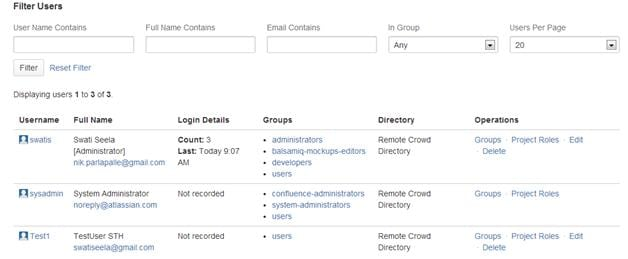 Filter Users
User Name Contains Full Name Contains Email Contains In Group Users Per Page
Any 20
Filter Reset Filter
Displaying users 1 to 3 of 3.
Username Full Name Login Details Groups Directory Operations
swatis Swati Seela Count: 3 • administrators Remote Crowd Groups · Project Roles · Edit
[Administrator] Last: Today 9:07 • balsamiq-mockups-editors Directory · Delete
nik.parlapalle@gmail.com AM • developers
• users
sysadmin System Administrator Not recorded • confluence-administrators Remote Crowd Groups · Project Roles
noreply@atlassian.com • system-administrators Directory
• users
Test1 TestUser STH Not recorded • users Remote Crowd Groups · Project Roles · Edit
swatiseela@gmail.com Directory · Delete